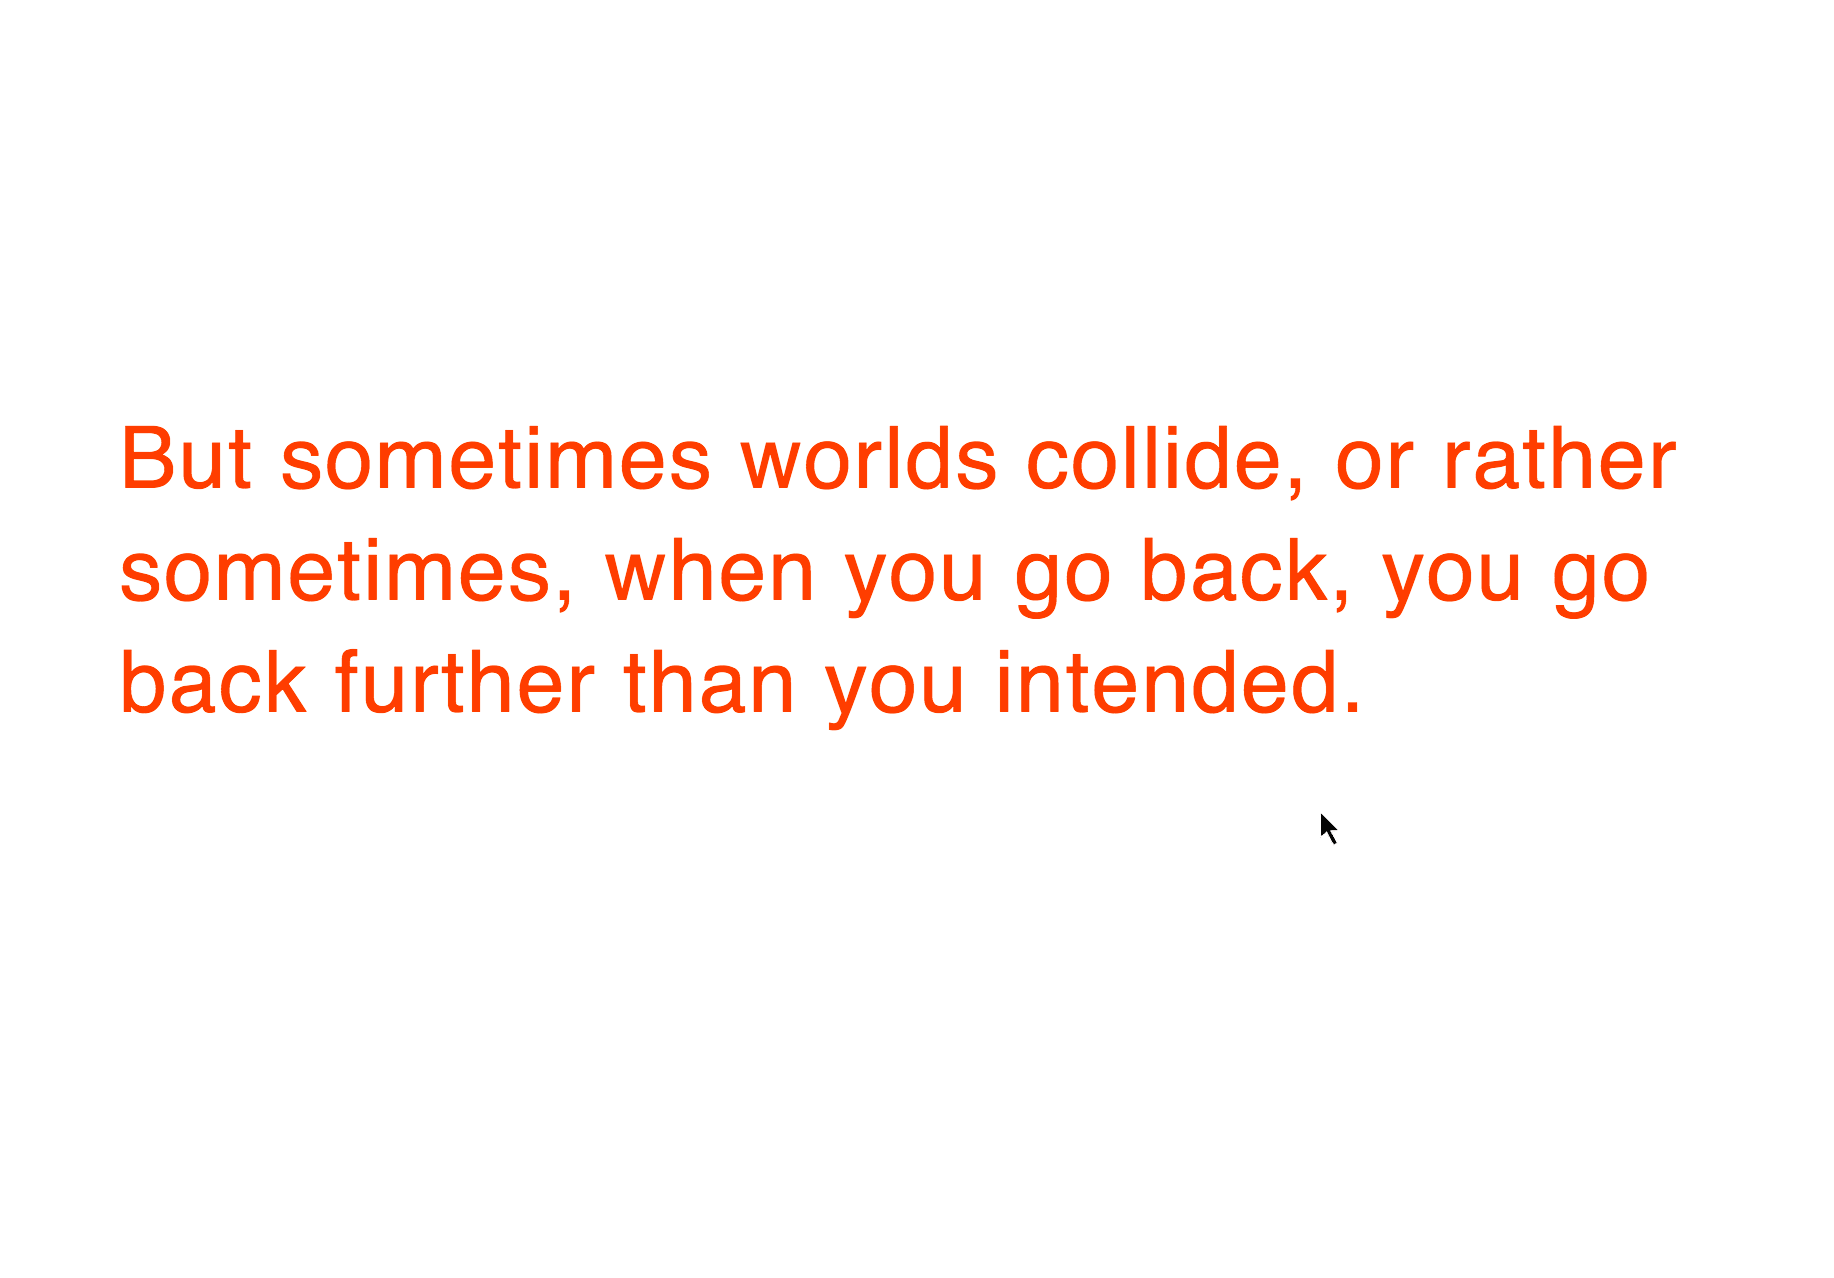 But sometimes worlds collide, or rather
sometimes, when you go back, you go
back further than you intended.